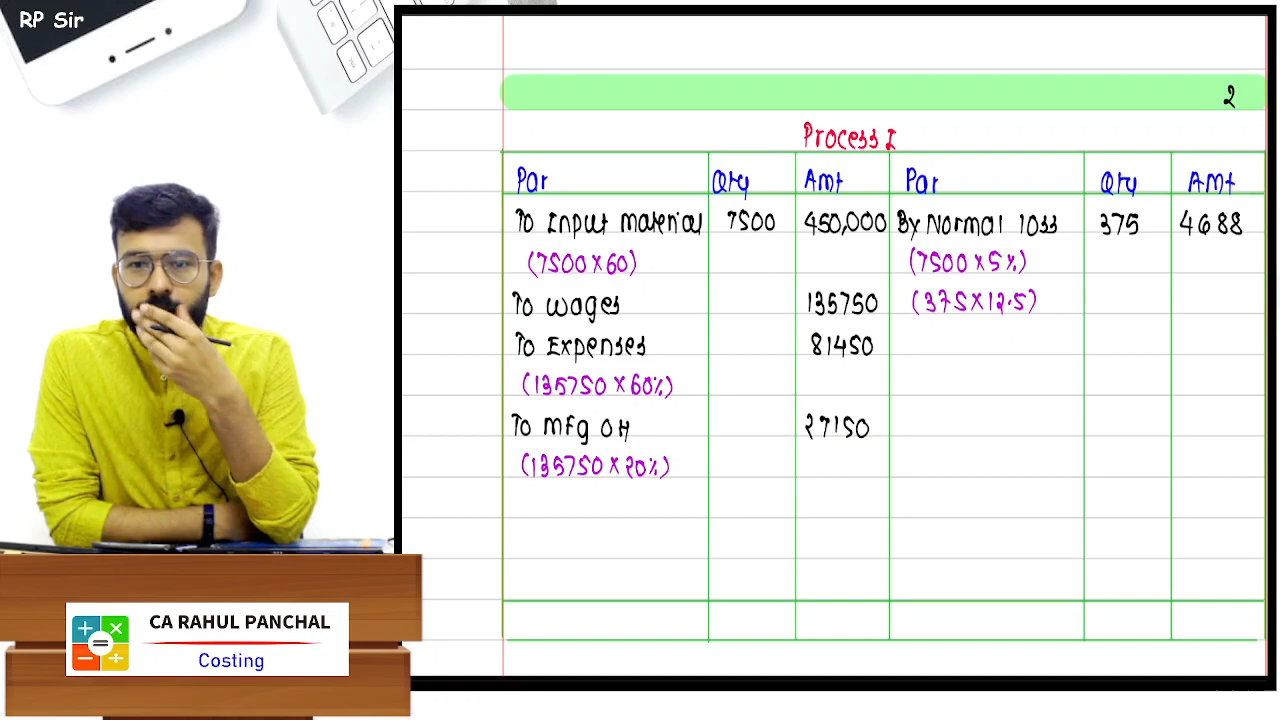 RP Sir
2
Process I
Par Qty Amt Par Qty Amt
To Input material 7500 450,000 By Normal loss 375 4688
(7500 x 60) (7500 x 5%)
To wages 135750 (375 x 12.5)
To Expenses 81450
(135750 x 60%)
To mfg OH 27150
(135750 x 20%)
CA RAHUL PANCHAL
Costing